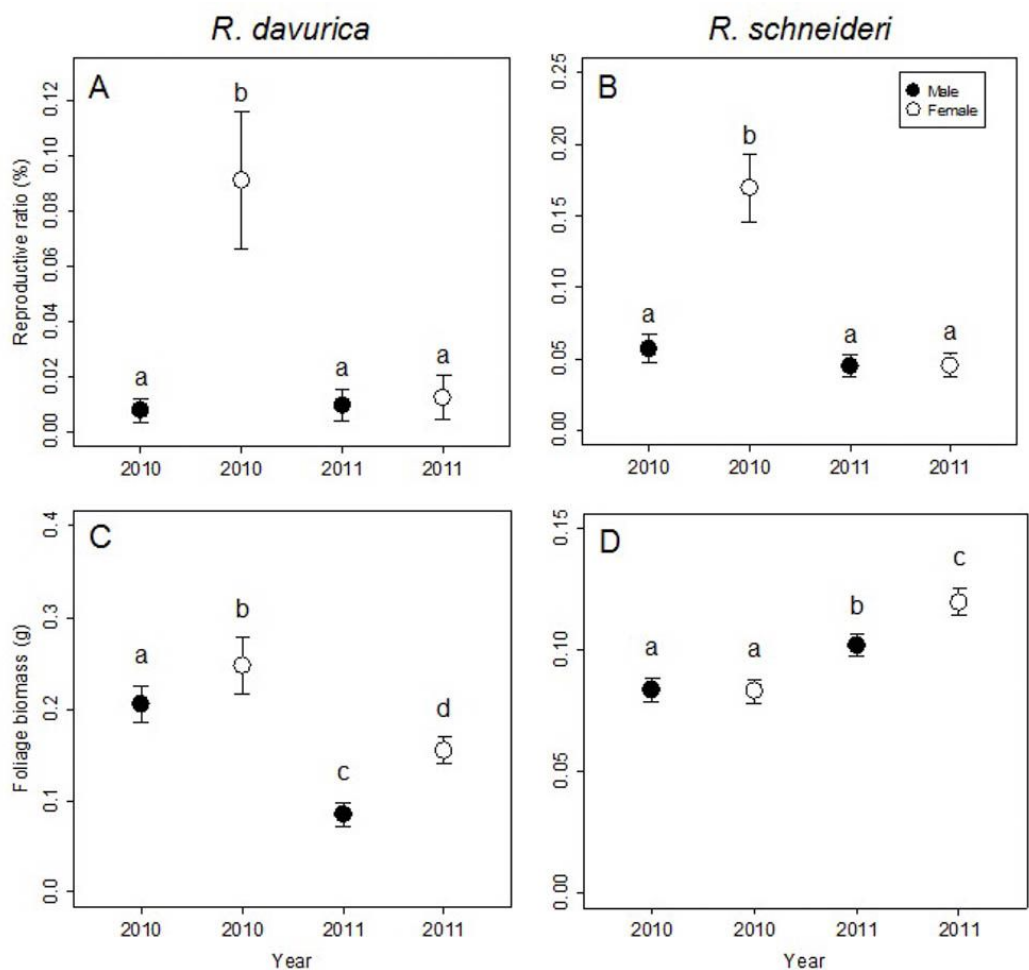 R. davurica
R. schneideri
A
B
Male
Female
Reproductive ratio (%)
0.12
0.10
0.08
0.06
0.04
0.02
0.00
a
b
a
a
2010
2010
2011
2011
0.25
0.20
0.15
0.10
0.05
0.00
a
b
a
a
2010
2010
2011
2011
C
Foliage biomass (g)
0.4
0.3
0.2
0.1
0.0
a
b
c
d
2010
2010
2011
2011
Year
D
0.15
0.10
0.05
0.00
a
a
b
c
2010
2010
2011
2011
Year